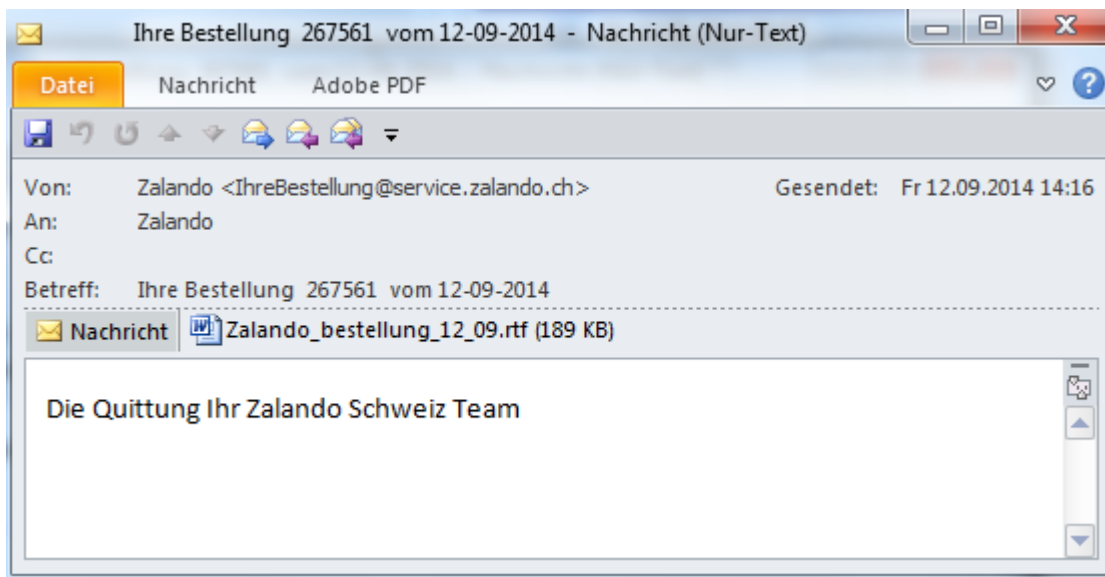 Ihre Bestellung 267561 vom 12-09-2014 - Nachricht (Nur-Text)
Datei Nachricht Adobe PDF
Von: Zalando <IhreBestellung@service.zalando.ch> Gesendet: Fr 12.09.2014 14:16
An: Zalando
Cc:
Betreff: Ihre Bestellung 267561 vom 12-09-2014
Nachricht Zalando_bestellung_12_09.rtf (189 KB)
Die Quittung Ihr Zalando Schweiz Team